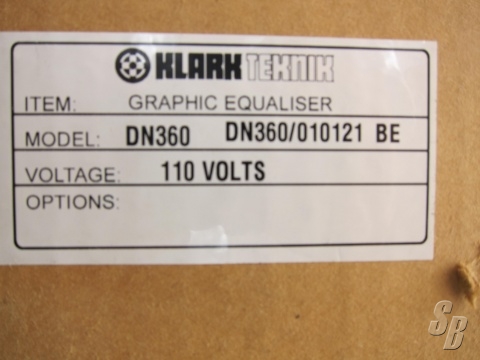 KLARK TEKNIK
ITEM: GRAPHIC EQUALISER
MODEL: DN360 DN360/010121 BE
VOLTAGE: 110 VOLTS
OPTIONS:
SB